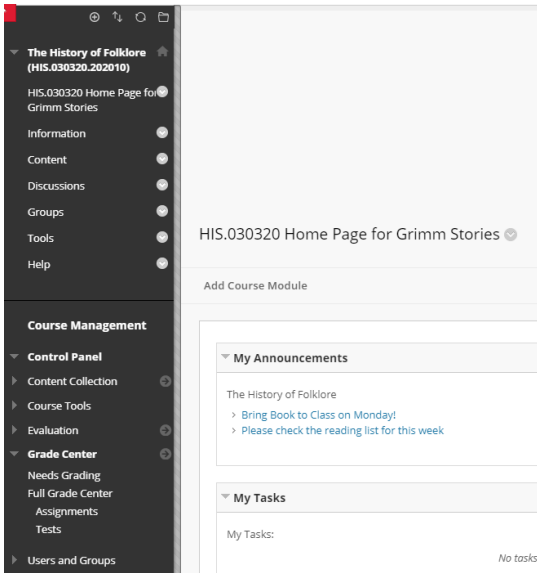 The History of Folklore
(HIS.030320.202010)
HIS.030320 Home Page for
Grimm Stories
Information
Content
Discussions
Groups
Tools
Help
Course Management
Control Panel
Content Collection
Course Tools
Evaluation
Grade Center
Needs Grading
Full Grade Center
Assignments
Tests
Users and Groups
HIS.030320 Home Page for Grimm Stories
Add Course Module
My Announcements
The History of Folklore
Bring Book to Class on Monday!
Please check the reading list for this week
My Tasks
My Tasks:
No tasks